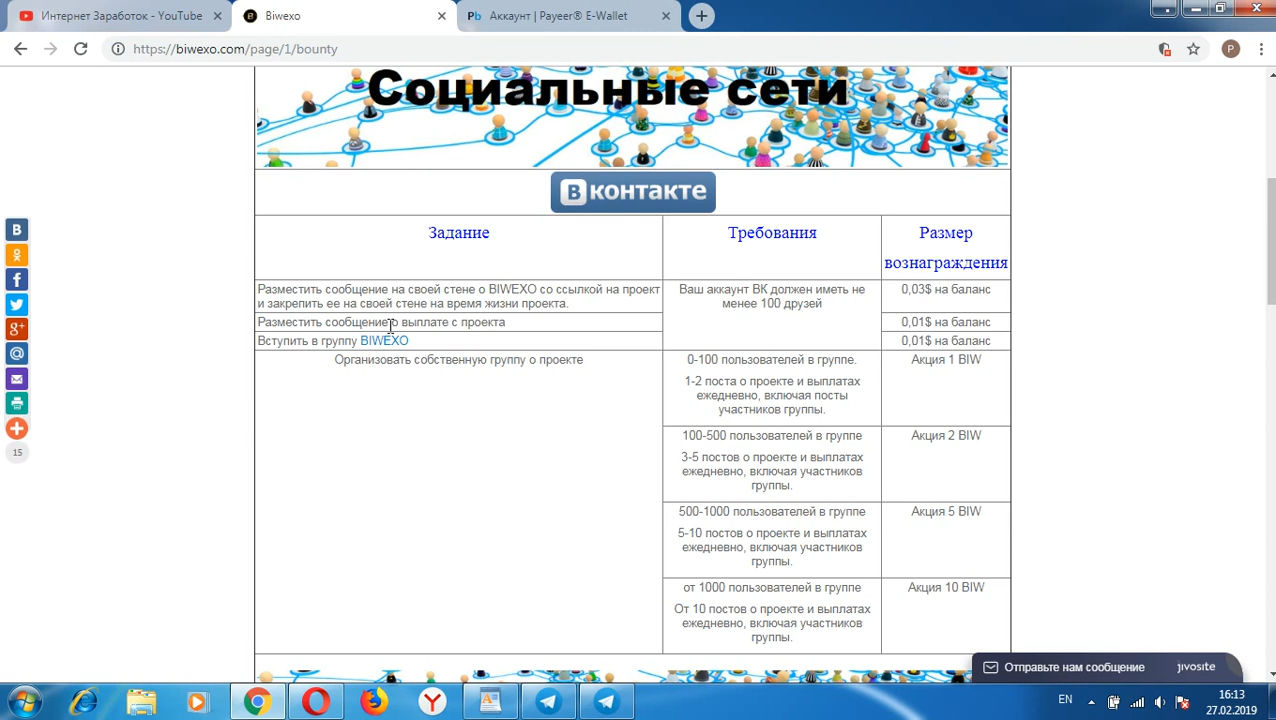 Интернет Заработок - YouTube
Biwexo
Аккаунт | Payeer® E-Wallet
https://biwexo.com/page/1/bounty
P
Социальные сети
В контакте
Задание
Требования
Размер
вознаграждения
Разместить сообщение на своей стене о BIWEXO со ссылкой на проект
и закрепить ее на своей стене на время жизни проекта.
Ваш аккаунт ВК должен иметь не
менее 100 друзей
0,03$ на баланс
Разместить сообщение о выплате с проекта
0,01$ на баланс
Вступить в группу BIWEXO
0,01$ на баланс
Организовать собственную группу о проекте
0-100 пользователей в группе.
Акция 1 BIW
1-2 поста о проекте и выплатах
ежедневно, включая посты
участников группы.
100-500 пользователей в группе
Акция 2 BIW
3-5 постов о проекте и выплатах
ежедневно, включая участников
группы.
500-1000 пользователей в группе
Акция 5 BIW
5-10 постов о проекте и выплатах
ежедневно, включая участников
группы.
от 1000 пользователей в группе
Акция 10 BIW
От 10 постов о проекте и выплатах
ежедневно, включая участников
группы.
15
Отправьте нам сообщение
jivosite
EN
16:13
27.02.2019